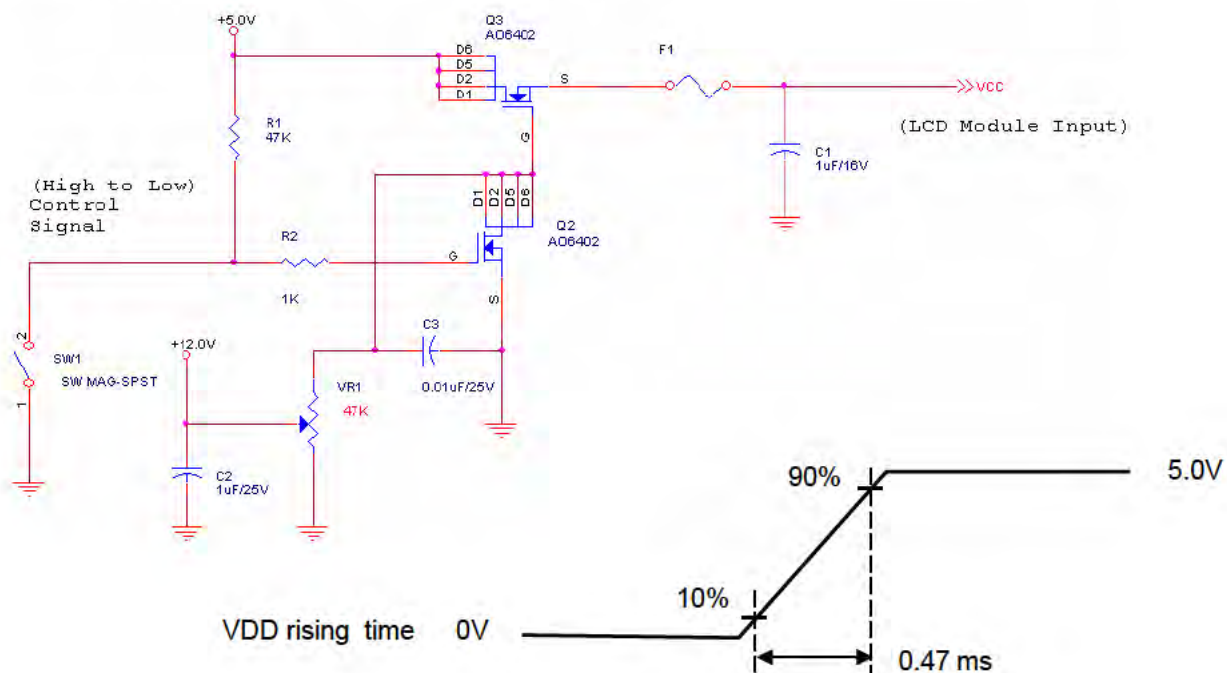 +5.0V
Q3
AO6402
D6
D5
D2
D1
S
G
F1
VCC
(LCD Module Input)
C1
1uF/16V
R1
47K
(High to Low)
Control
Signal
R2
1K
D1
D2
D5
D6
Q2
AO6402
G
S
2
SW1
SW MAG-SPST
1
+12.0V
C3
0.01uF/25V
VR1
47K
C2
1uF/25V
90%
5.0V
10%
VDD rising time 0V
0.47 ms